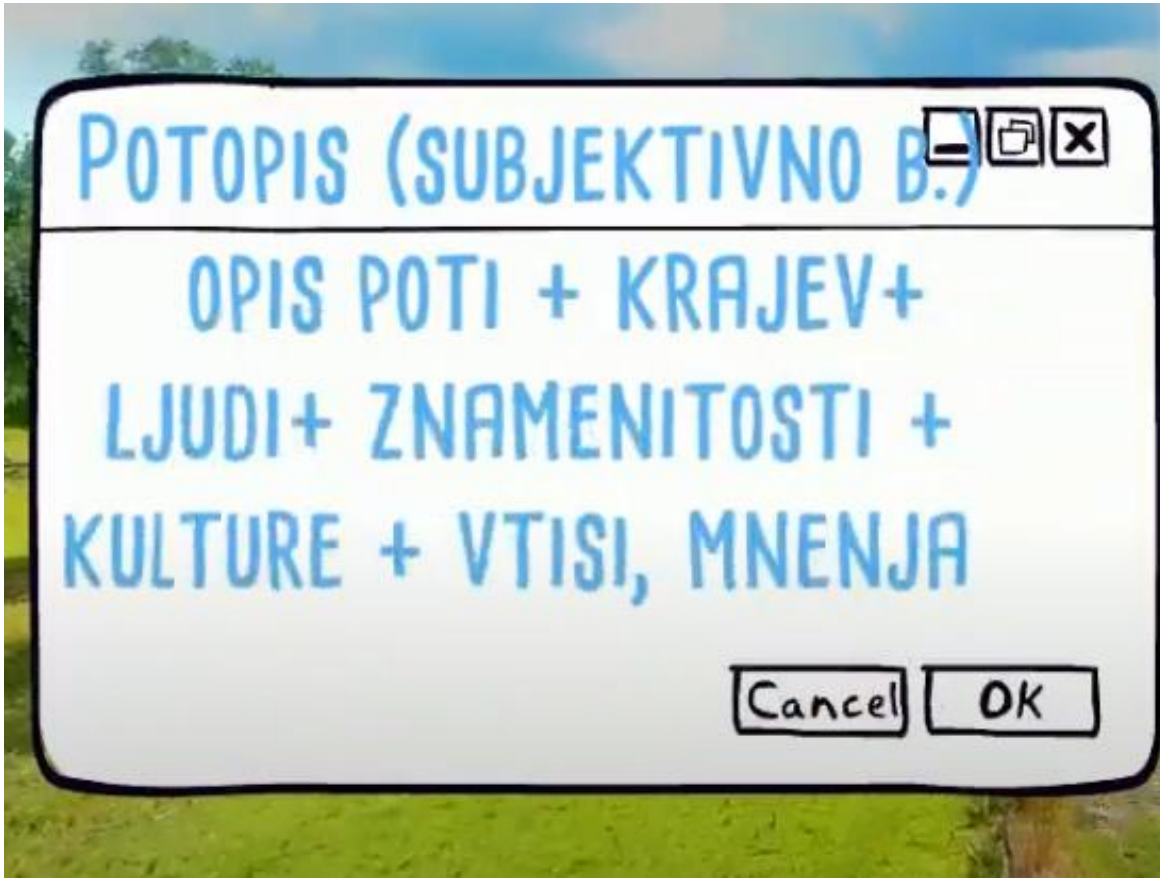 POTOPIS (SUBJEKTIVNO B.)
OPIS POTI + KRAJEV+
LJUDI+ ZNAMENITOSTI +
KULTURE + VTISI, MNENJA
Cancel OK